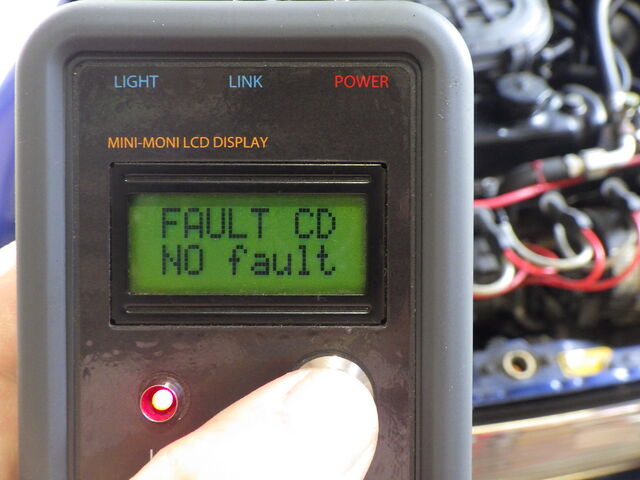 LIGHT LINK POWER
MINI-MONI LCD DISPLAY
FAULT CD
NO fault